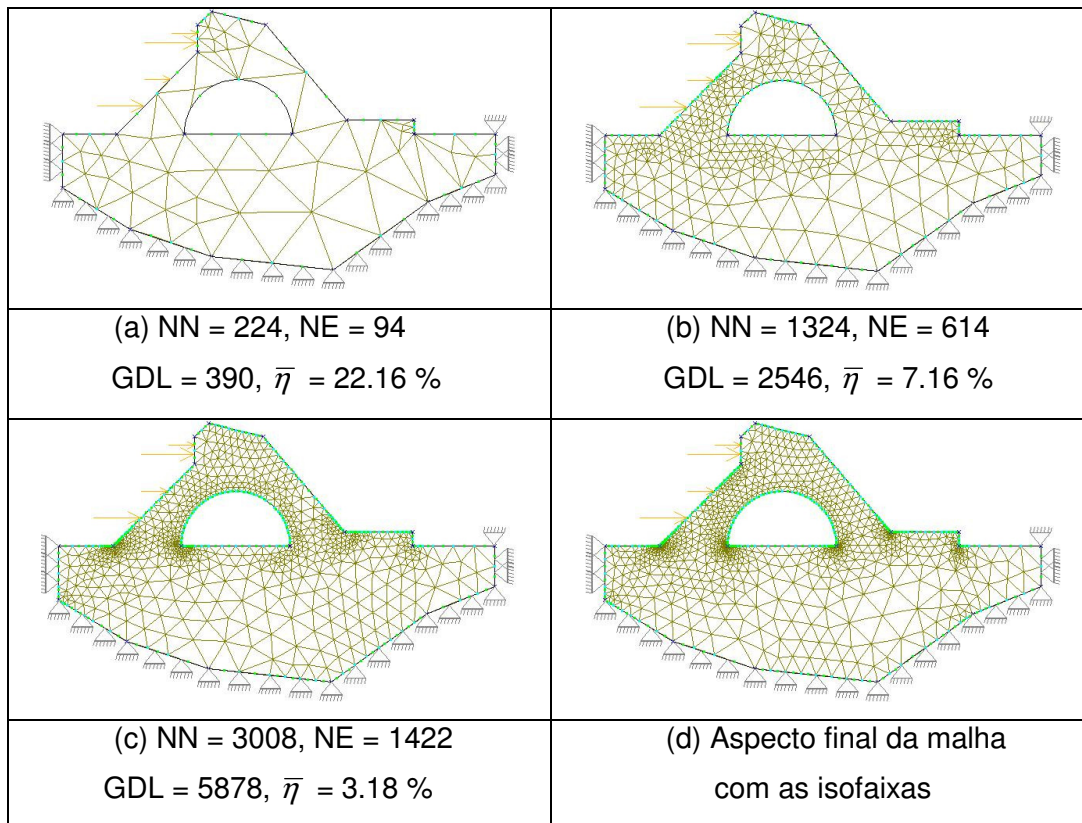 (a) NN = 224, NE = 94
GDL = 390, η̅ = 22.16 %
(b) NN = 1324, NE = 614
GDL = 2546, η̅ = 7.16 %
(c) NN = 3008, NE = 1422
GDL = 5878, η̅ = 3.18 %
(d) Aspecto final da malha
com as isofaixas